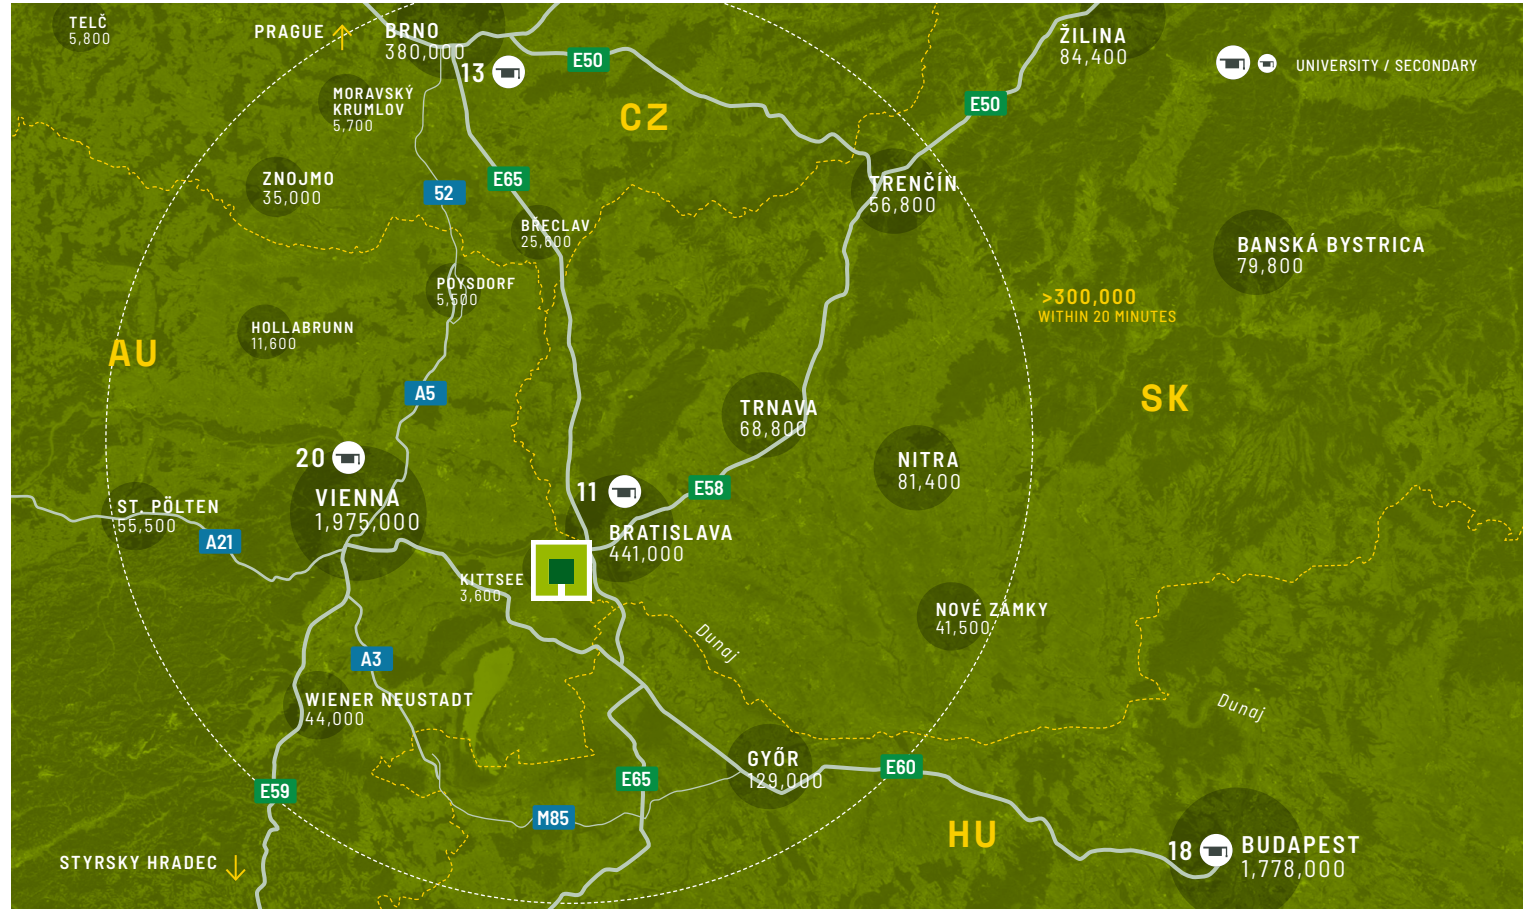 TELČ
5,800
PRAGUE
BRNO
380,000
13
E50
ŽILINA
84,400
UNIVERSITY / SECONDARY
MORAVSKÝ
KRUMLOV
5,700
CZ
E50
ZNOJMO
35,000
52
E65
TRENČÍN
56,800
BŘECLAV
25,600
BANSKÁ BYSTRICA
79,800
POYSDORF
5,500
>300,000
WITHIN 20 MINUTES
HOLLABRUNN
11,600
AU
A5
SK
TRNAVA
68,800
20
VIENNA
1,975,000
NITRA
81,400
11
E58
ST. PÖLTEN
55,500
A21
BRATISLAVA
441,000
KITTSEE
3,600
NOVÉ ZÁMKY
41,500
Dunaj
A3
WIENER NEUSTADT
44,000
Dunaj
GYŐR
129,000
E60
E65
E59
M85
HU
18
BUDAPEST
1,778,000
STYRSKY HRADEC